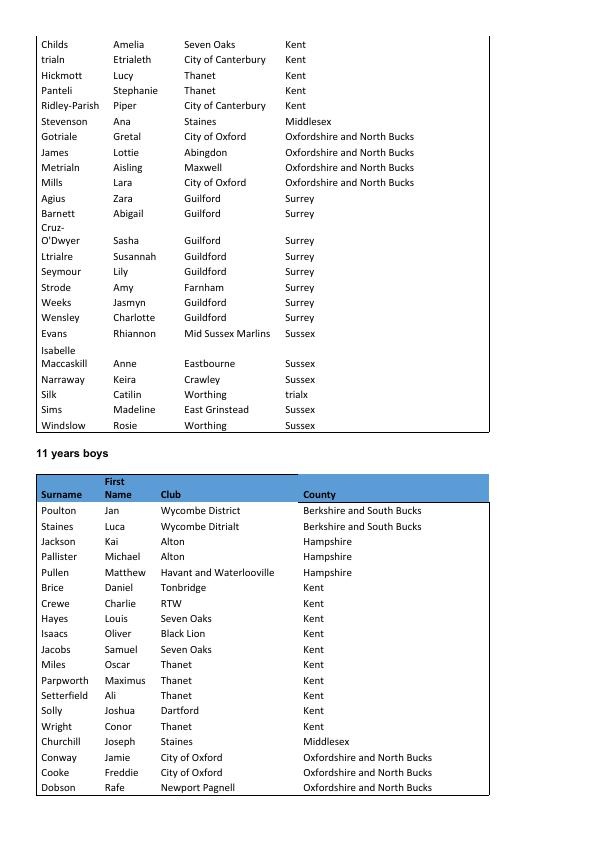 Childs Amelia Seven Oaks Kent
trialn Etrialeth City of Canterbury Kent
Hickmott Lucy Thanet Kent
Panteli Stephanie Thanet Kent
Ridley-Parish Piper City of Canterbury Kent
Stevenson Ana Staines Middlesex
Gotriale Gretal City of Oxford Oxfordshire and North Bucks
James Lottie Abingdon Oxfordshire and North Bucks
Metrialn Aisling Maxwell Oxfordshire and North Bucks
Mills Lara City of Oxford Oxfordshire and North Bucks
Agius Zara Guilford Surrey
Barnett Abigail Guilford Surrey
Cruz-
O'Dwyer Sasha Guilford Surrey
Ltrialre Susannah Guildford Surrey
Seymour Lily Guildford Surrey
Strode Amy Farnham Surrey
Weeks Jasmyn Guildford Surrey
Wensley Charlotte Guildford Surrey
Evans Rhiannon Mid Sussex Marlins Sussex
Isabelle
Maccaskill Anne Eastbourne Sussex
Narraway Keira Crawley Sussex
Silk Catilin Worthing trialx
Sims Madeline East Grinstead Sussex
Windslow Rosie Worthing Sussex
11 years boys
First
Surname Name Club County
Poulton Jan Wycombe District Berkshire and South Bucks
Staines Luca Wycombe Ditrialt Berkshire and South Bucks
Jackson Kai Alton Hampshire
Pallister Michael Alton Hampshire
Pullen Matthew Havant and Waterlooville Hampshire
Brice Daniel Tonbridge Kent
Crewe Charlie RTW Kent
Hayes Louis Seven Oaks Kent
Isaacs Oliver Black Lion Kent
Jacobs Samuel Seven Oaks Kent
Miles Oscar Thanet Kent
Parpworth Maximus Thanet Kent
Setterfield Ali Thanet Kent
Solly Joshua Dartford Kent
Wright Conor Thanet Kent
Churchill Joseph Staines Middlesex
Conway Jamie City of Oxford Oxfordshire and North Bucks
Cooke Freddie City of Oxford Oxfordshire and North Bucks
Dobson Rafe Newport Pagnell Oxfordshire and North Bucks